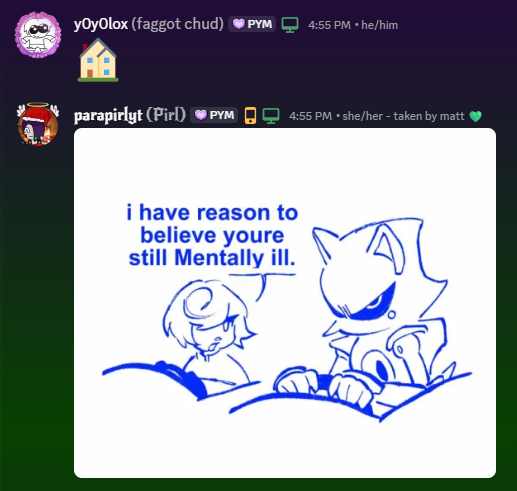 y0y0lox (faggot chud) PYM 4:55 PM • he/him
parapirlyt (Pirl) PYM 4:55 PM • she/her - taken by matt
i have reason to
believe youre
still Mentally ill.